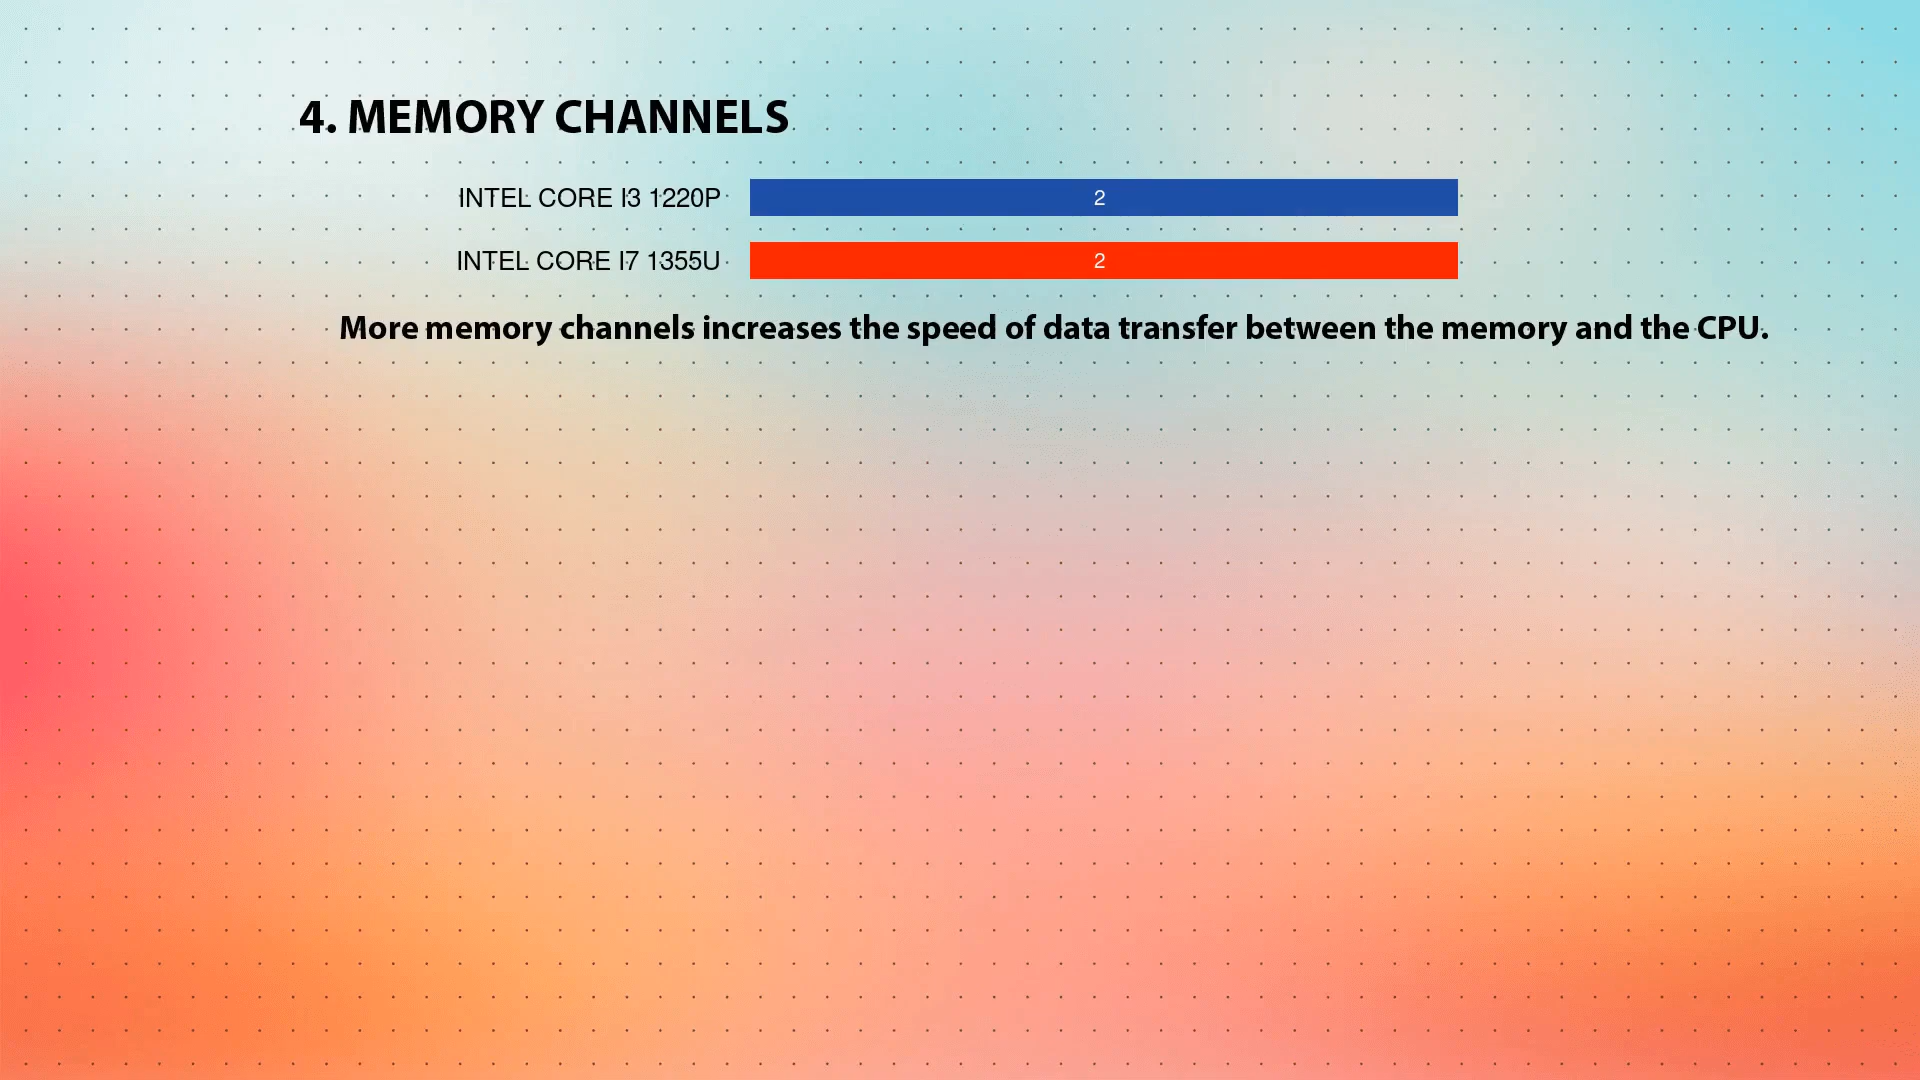 4. MEMORY CHANNELS
INTEL CORE I3 1220P 2
INTEL CORE I7 1355U 2
More memory channels increases the speed of data transfer between the memory and the CPU.